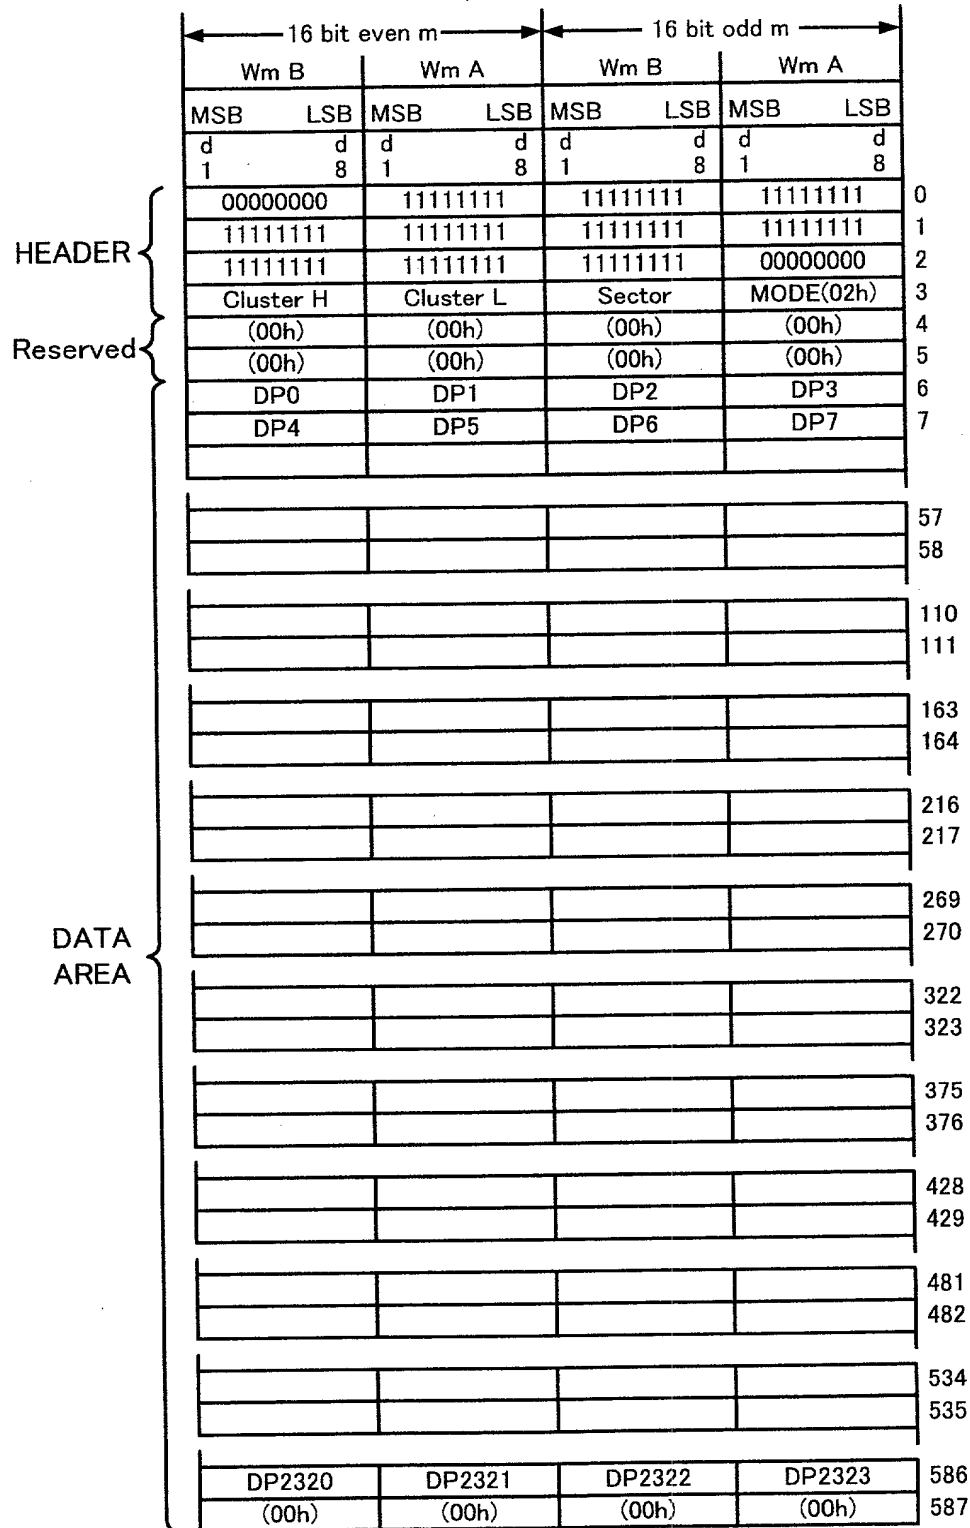 16 bit even m 16 bit odd m
Wm B Wm A Wm B Wm A
MSB LSB MSB LSB MSB LSB MSB LSB
d d d d d d d d
1 8 1 8 1 8 1 8
00000000 11111111 11111111 11111111 0
11111111 11111111 11111111 11111111 1
HEADER
11111111 11111111 11111111 00000000 2
Cluster H Cluster L Sector MODE(02h) 3
(00h) (00h) (00h) (00h) 4
Reserved
(00h) (00h) (00h) (00h) 5
DP0 DP1 DP2 DP3 6
DP4 DP5 DP6 DP7 7
57
58
110
111
163
164
216
217
269
270
DATA
AREA
322
323
375
376
428
429
481
482
534
535
DP2320 DP2321 DP2322 DP2323 586
(00h) (00h) (00h) (00h) 587